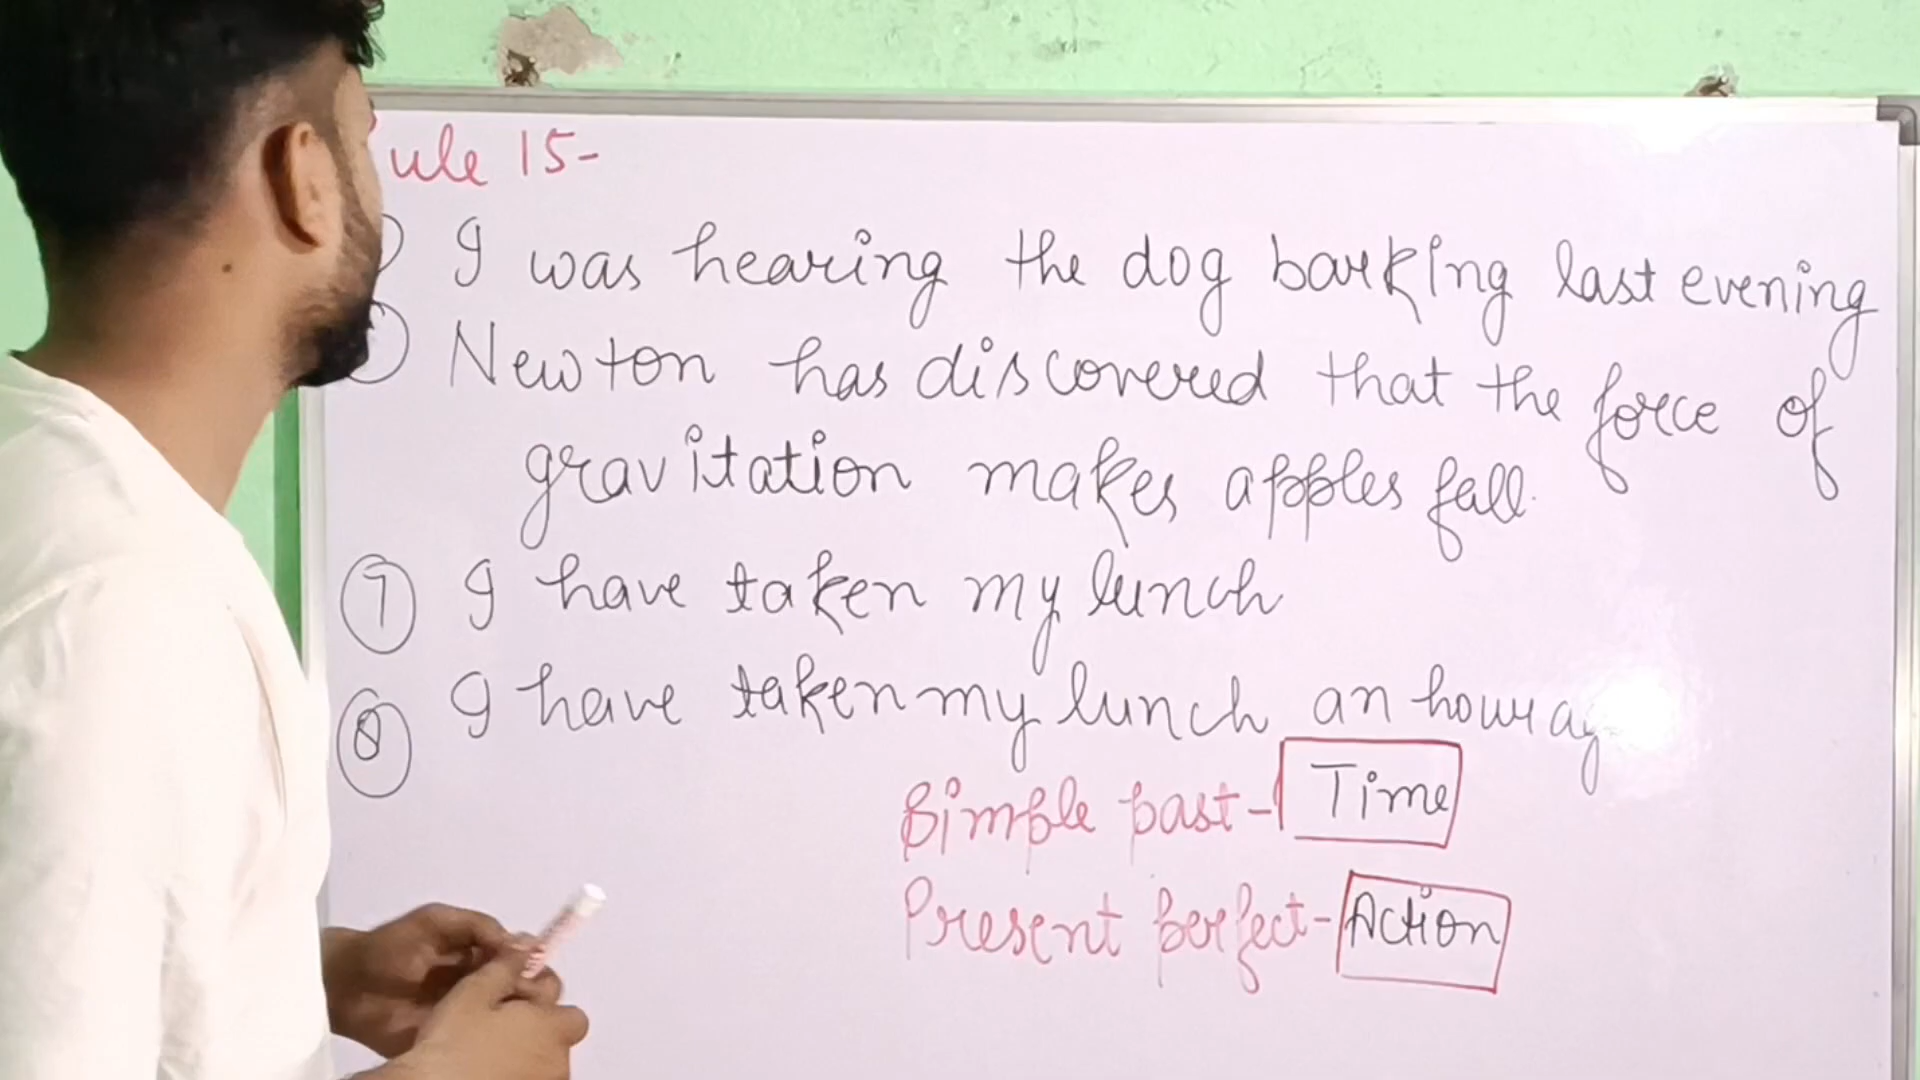 ule 15-
I was hearing the dog barking last evening
Newton has discovered that the force of
gravitation makes apples fall.
7 I have taken my lunch
8 I have taken my lunch an hour ag
Simple past- Time
Present perfect- Action